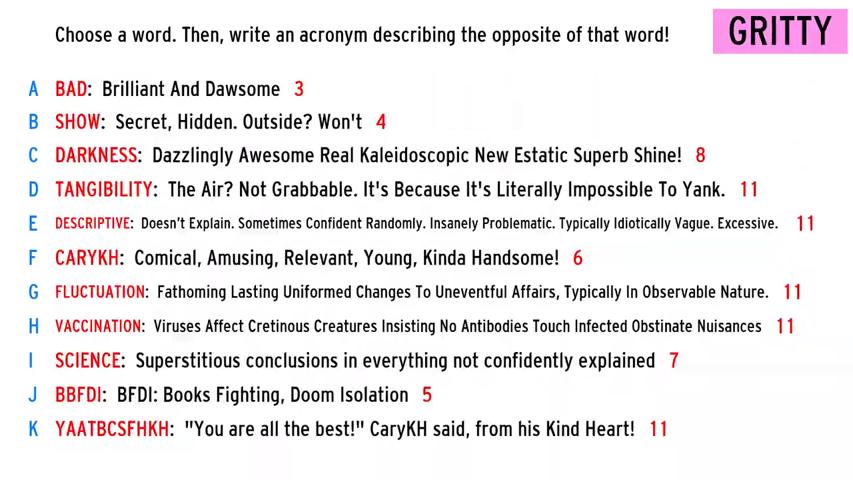 Choose a word. Then, write an acronym describing the opposite of that word!
GRITTY
A BAD: Brilliant And Dawsome 3
B SHOW: Secret, Hidden. Outside? Won't 4
C DARKNESS: Dazzlingly Awesome Real Kaleidoscopic New Estatic Superb Shine! 8
D TANGIBILITY: The Air? Not Grabbable. It's Because It's Literally Impossible To Yank. 11
E DESCRIPTIVE: Doesn't Explain. Sometimes Confident Randomly. Insanely Problematic. Typically Idiotically Vague. Excessive. 11
F CARYKH: Comical, Amusing, Relevant, Young, Kinda Handsome! 6
G FLUCTUATION: Fathoming Lasting Uniformed Changes To Uneventful Affairs, Typically In Observable Nature. 11
H VACCINATION: Viruses Affect Cretinous Creatures Insisting No Antibodies Touch Infected Obstinate Nuisances 11
I SCIENCE: Superstitious conclusions in everything not confidently explained 7
J BBFDI: BFDI: Books Fighting, Doom Isolation 5
K YAATBCSFHKH: "You are all the best!" CaryKH said, from his Kind Heart! 11